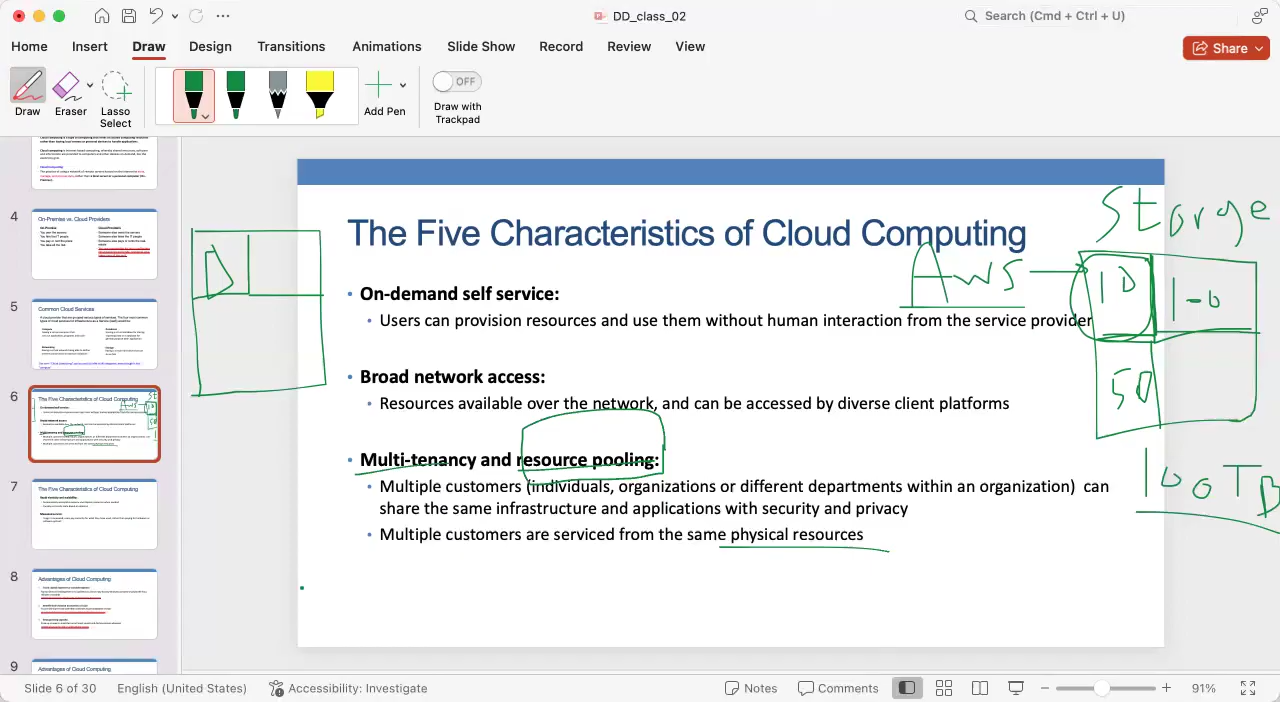 DD_class_02
Search (Cmd + Ctrl + U)
Home Insert Draw Design Transitions Animations Slide Show Record Review View
Share
Draw Eraser Lasso Select
Add Pen
OFF
Draw with Trackpad
4
On-Premise vs. Cloud Providers
5
Common Cloud Services
6
The Five Characteristics of Cloud Computing
7
The Five Characteristics of Cloud Computing
8
Advantages of Cloud Computing
9
Advantages of Cloud Computing
Storge
The Five Characteristics of Cloud Computing
D
AWS
10
10
50
100TB
• On-demand self service:
• Users can provision resources and use them without human interaction from the service provider
• Broad network access:
• Resources available over the network, and can be accessed by diverse client platforms
• Multi-tenancy and resource pooling:
• Multiple customers (individuals, organizations or different departments within an organization) can
share the same infrastructure and applications with security and privacy
• Multiple customers are serviced from the same physical resources
Slide 6 of 30 English (United States) Accessibility: Investigate
Notes Comments 91%